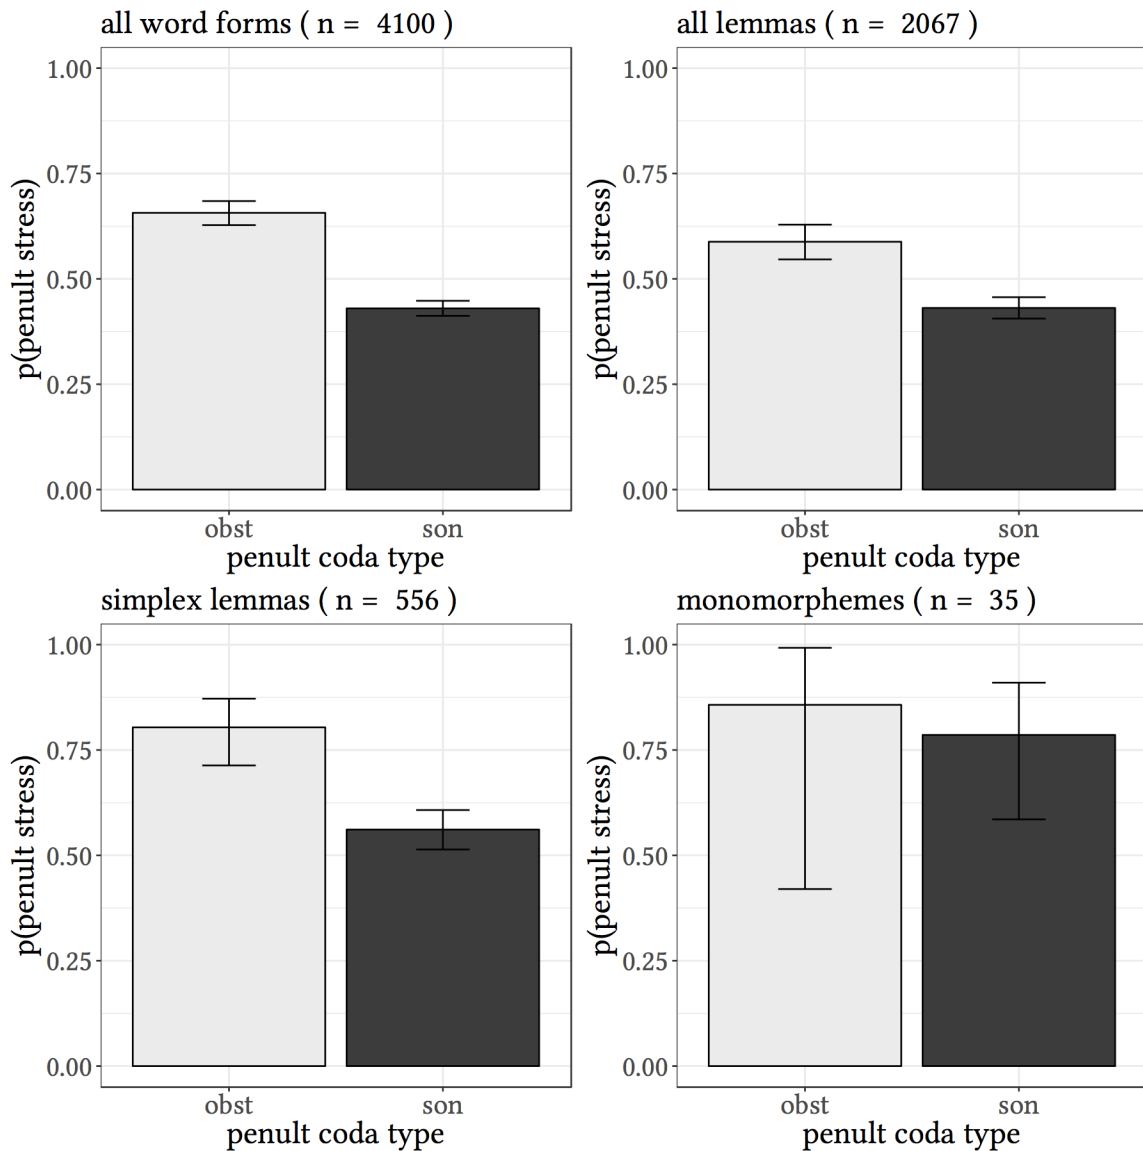 all word forms ( n =  4100 )
1.00
0.75
0.50
0.25
0.00
p(penult stress)
obst
son
penult coda type
all lemmas ( n =  2067 )
1.00
0.75
0.50
0.25
0.00
p(penult stress)
obst
son
penult coda type
simplex lemmas ( n =  556 )
1.00
0.75
0.50
0.25
0.00
p(penult stress)
obst
son
penult coda type
monomorphemes ( n =  35 )
1.00
0.75
0.50
0.25
0.00
p(penult stress)
obst
son
penult coda type